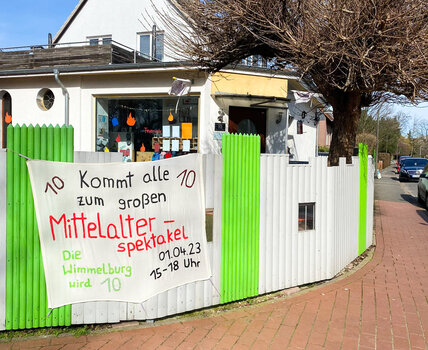 10 Kommt alle 10
zum großen
Mittelalter-
spektakel
Die
Wimmelburg
wird 10
01.04.23
15-18 Uhr